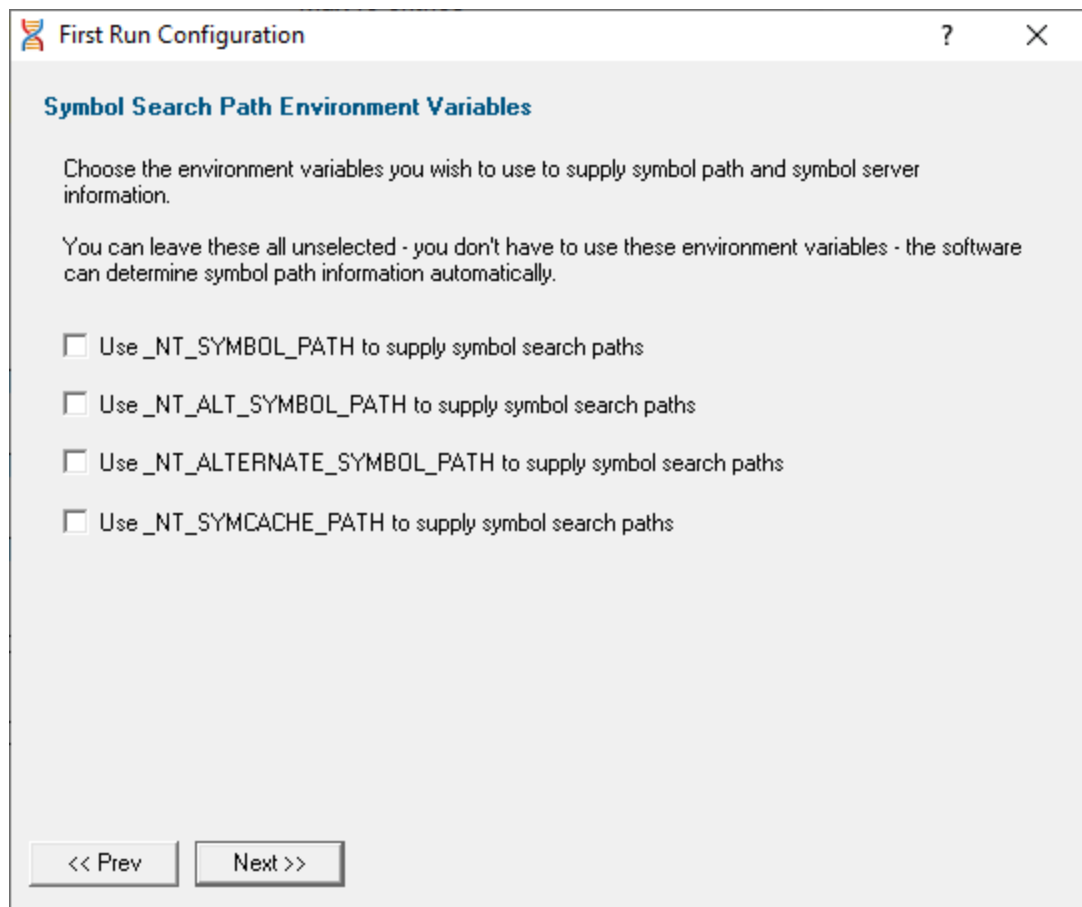 First Run Configuration
?
Symbol Search Path Environment Variables
Choose the environment variables you wish to use to supply symbol path and symbol server
information.
You can leave these all unselected - you don't have to use these environment variables - the software
can determine symbol path information automatically.
Use _NT_SYMBOL_PATH to supply symbol search paths
Use _NT_ALT_SYMBOL_PATH to supply symbol search paths
Use _NT_ALTERNATE_SYMBOL_PATH to supply symbol search paths
Use _NT_SYMCACHE_PATH to supply symbol search paths
<< Prev Next >>